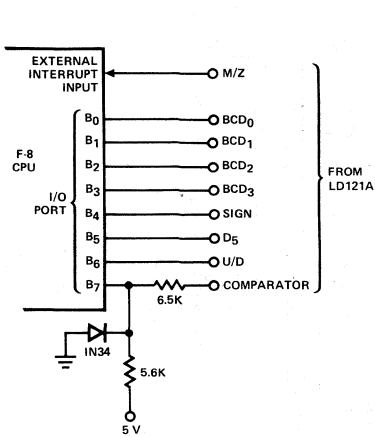 EXTERNAL
INTERRUPT
INPUT
M/Z
F-8
CPU
I/O
PORT
B0 BCD0
B1 BCD1
B2 BCD2
B3 BCD3
B4 SIGN
B5 D5
B6 U/D
B7 COMPARATOR
6.5K
FROM
LD121A
IN34
5.6K
5 V